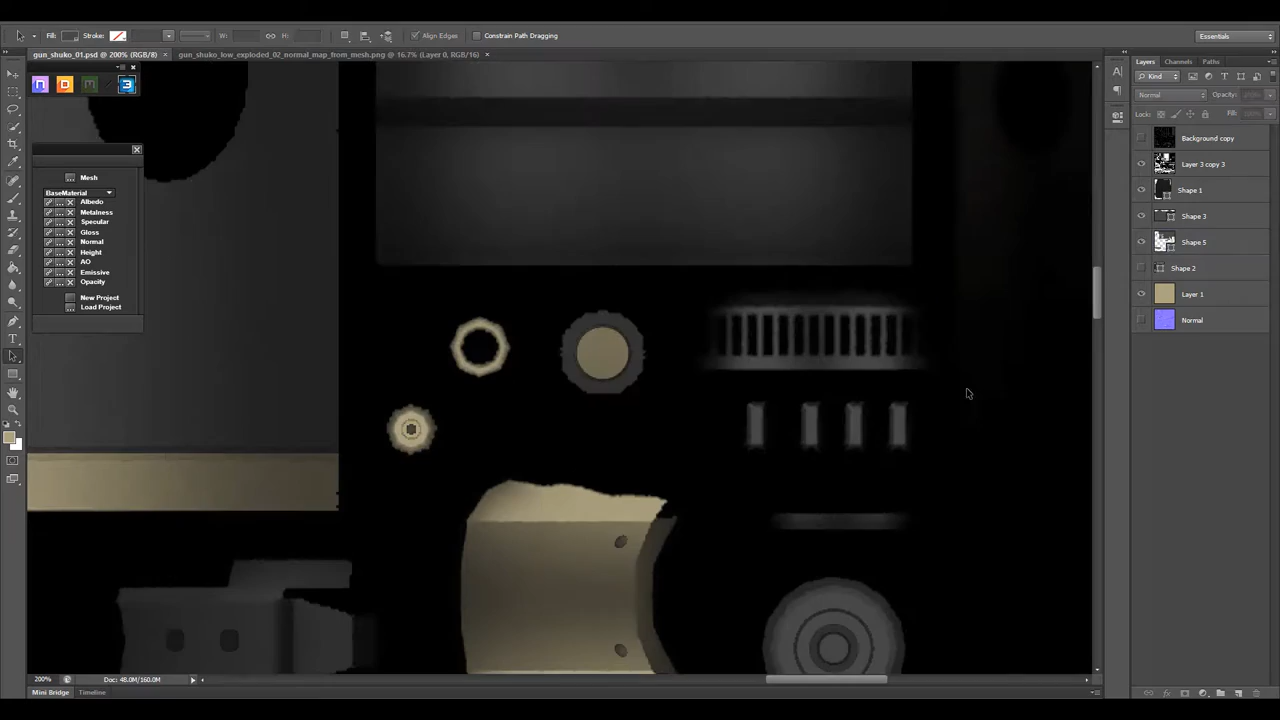 Fill: Stroke: W: H: Align Edges Constrain Path Dragging Essentials
gun_shuko_01.psd @ 200% (RGB/8) × gun_shuko_low_exploded_02_normal_map_from_mesh.png @ 16.7% (Layer 0, RGB/16) ×
Layers Channels Paths
Kind
Normal Opacity:
Lock: Fill:
Background copy
Layer 3 copy 3
Shape 1
Shape 3
Shape 5
Shape 2
Layer 1
Normal
Mesh
BaseMaterial
Albedo
Metalness
Specular
Gloss
Normal
Height
AO
Emissive
Opacity
New Project
Load Project
200% Doc: 48.0M/160.0M
Mini Bridge Timeline